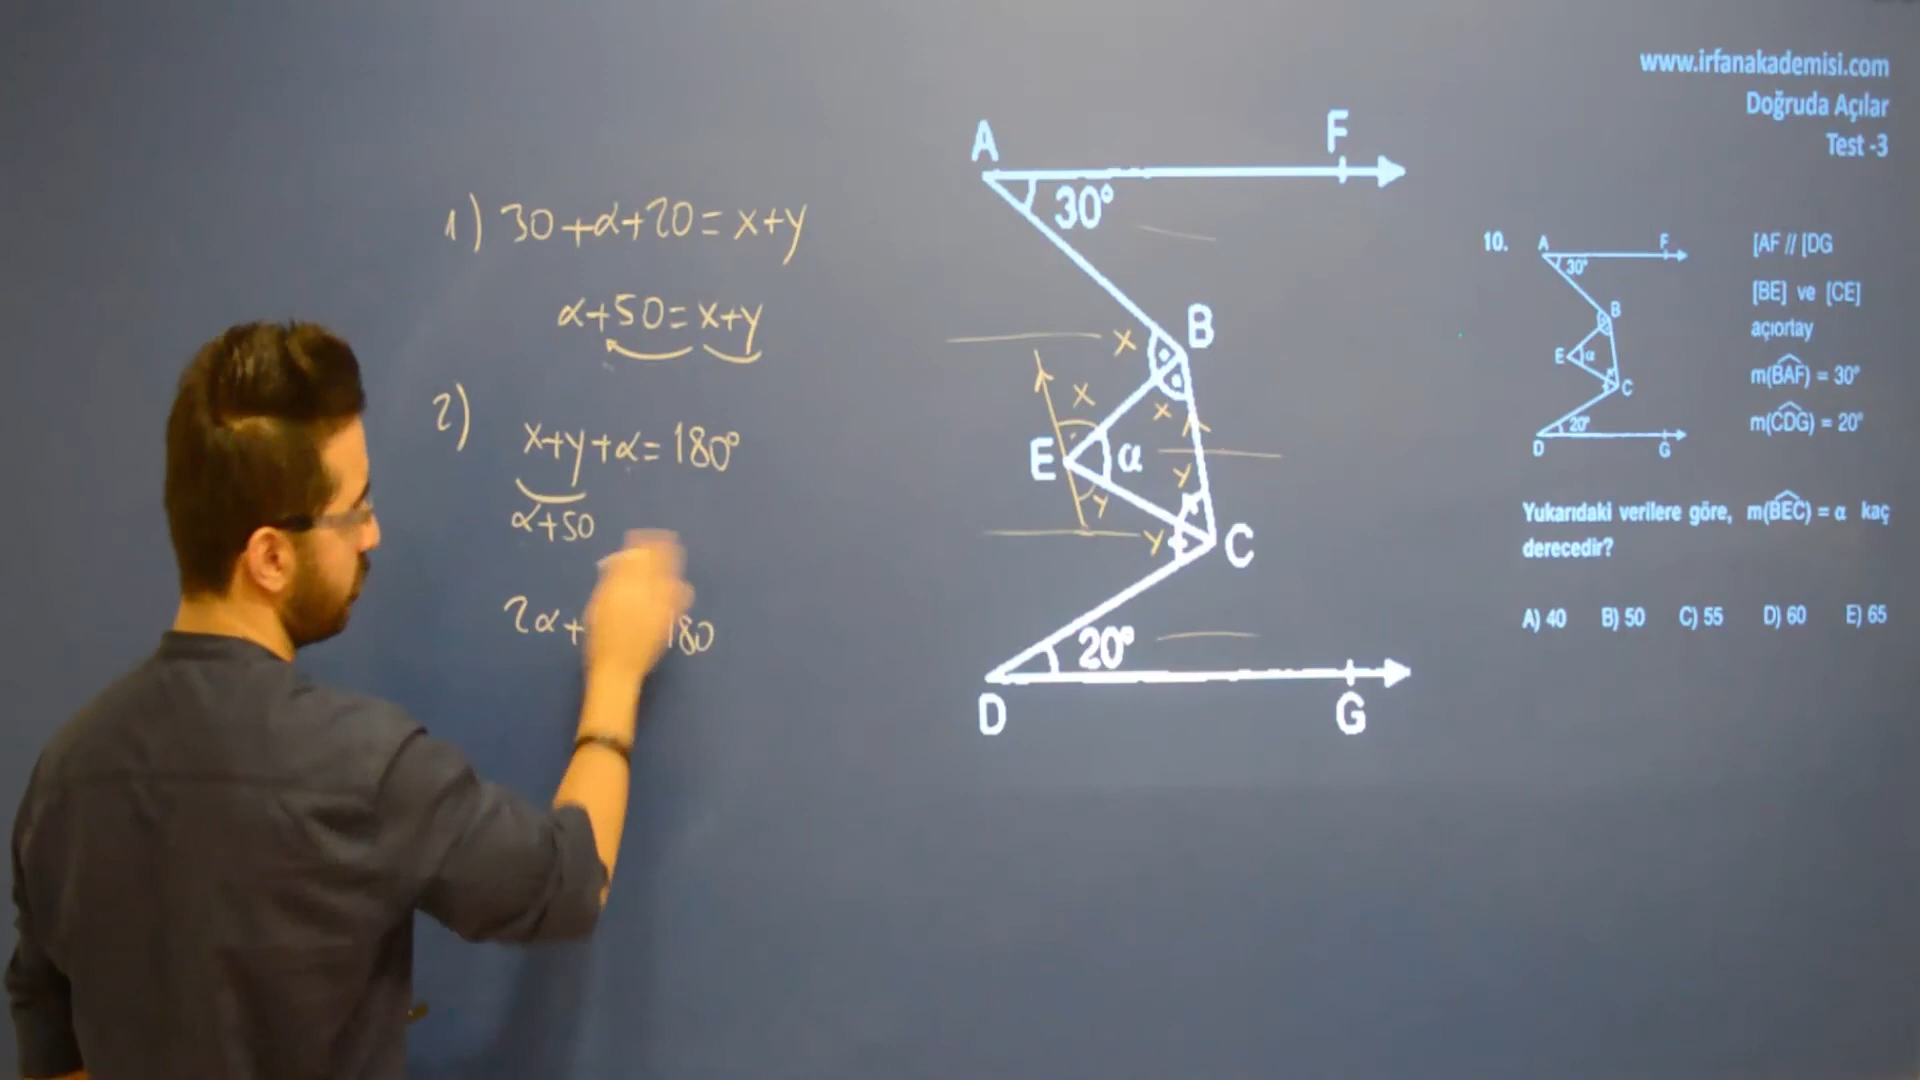 www.irfanakademisi.com
Doğruda Açılar
Test -3
1) 30+α+20=x+y
α+50=x+y
2)
x+y+α=180°
α+50
2α+
180
A
F
30°
B
x
x
x
E
α
y
y
y
C
20°
D
G
10.
A
F
30°
B
E
α
C
20°
D
G
[AF // [DG
[BE] ve [CE]
açıortay
m(BAF) = 30°
m(CDG) = 20°
Yukarıdaki verilere göre, m(BEC) = α kaç
derecedir?
A) 40 B) 50 C) 55 D) 60 E) 65